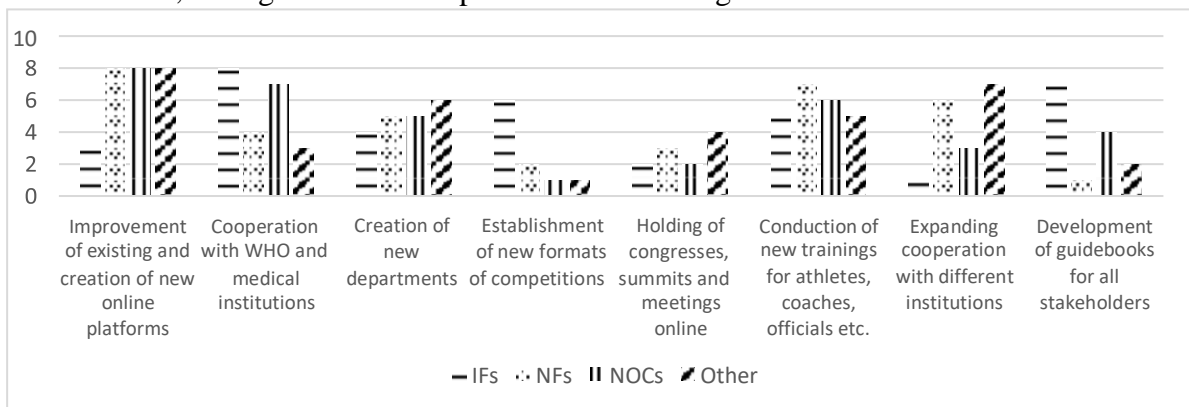 10
8
6
4
2
0
Improvement
of existing and
creation of new
online
platforms
Cooperation
with WHO and
medical
institutions
Creation of
new
departments
Establishment
of new formats
of competitions
Holding of
congresses,
summits and
meetings
online
Conduction of
new trainings
for athletes,
coaches,
officials etc.
Expanding
cooperation
with different
institutions
Development
of guidebooks
for all
stakeholders
IFs NFs NOCs Other